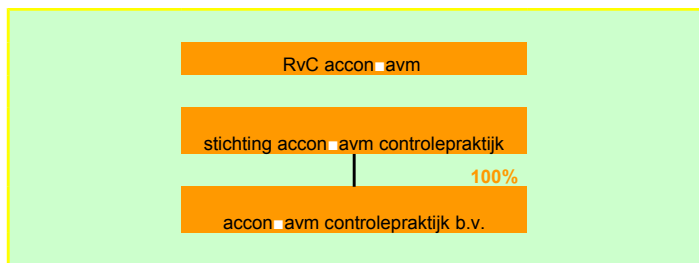 RvC accon■avm
stichting accon■avm controlepraktijk
100%
accon■avm controlepraktijk b.v.